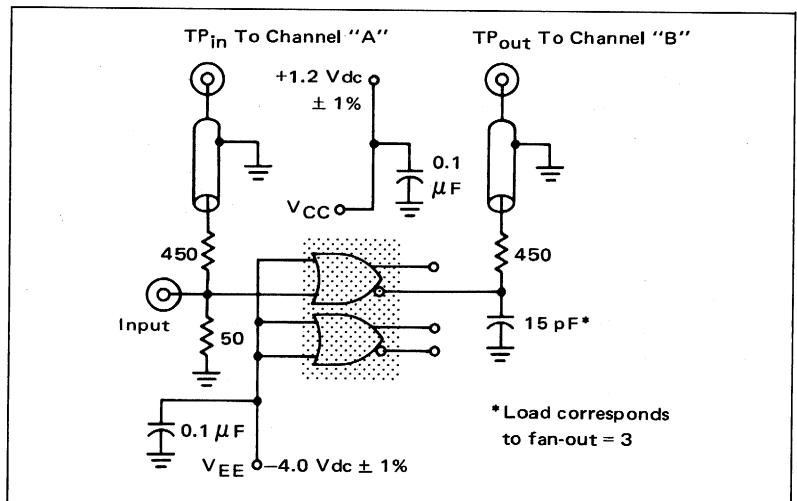 TPin To Channel "A"
TPout To Channel "B"
+1.2 Vdc
± 1%
0.1
μF
VCC
450
450
Input
50
15 pF*
0.1 μF
*Load corresponds
to fan-out = 3
VEE
−4.0 Vdc ± 1%